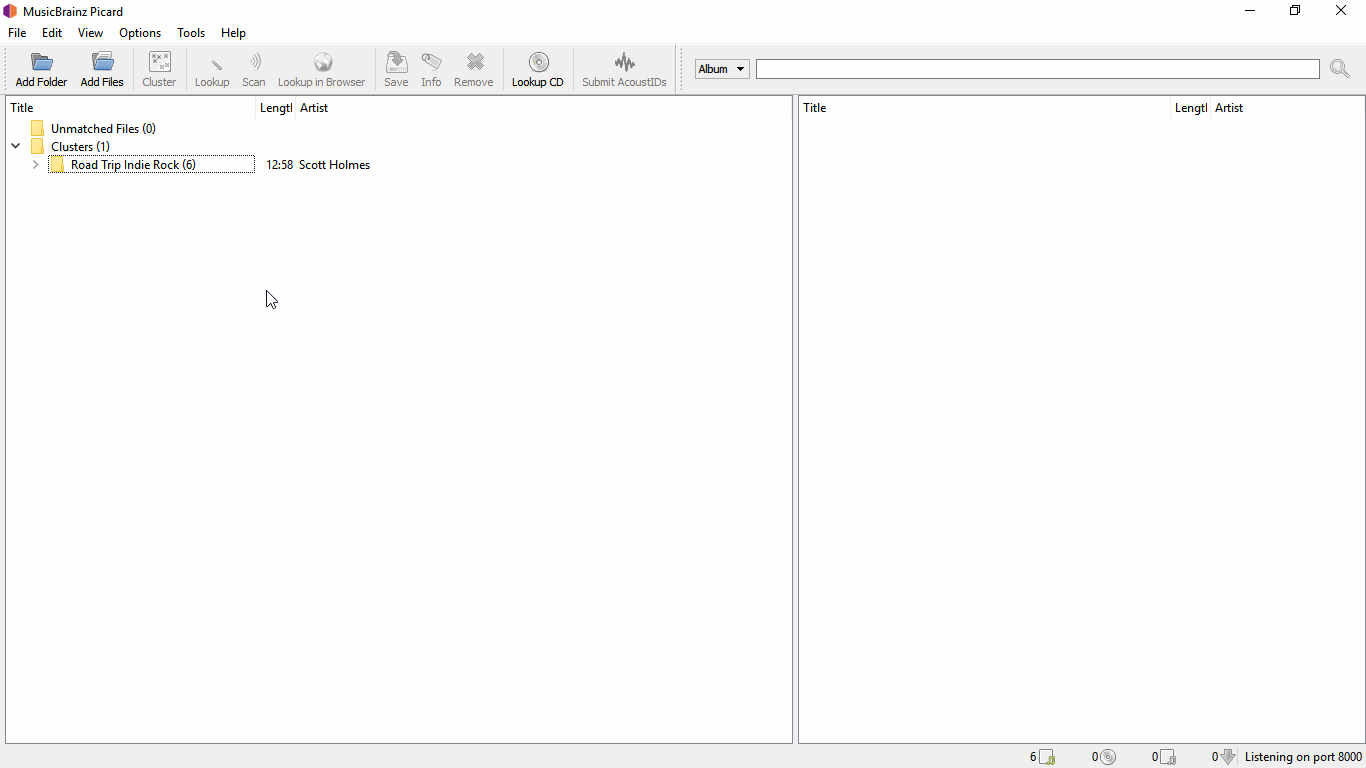 MusicBrainz Picard
File Edit View Options Tools Help
Add Folder Add Files Cluster Lookup Scan Lookup in Browser Save Info Remove Lookup CD Submit AcoustIDs Album
Title Lengtl Artist Title Lengtl Artist
Unmatched Files (0)
Clusters (1)
Road Trip Indie Rock (6) 12:58 Scott Holmes
6 0 0 0 Listening on port 8000